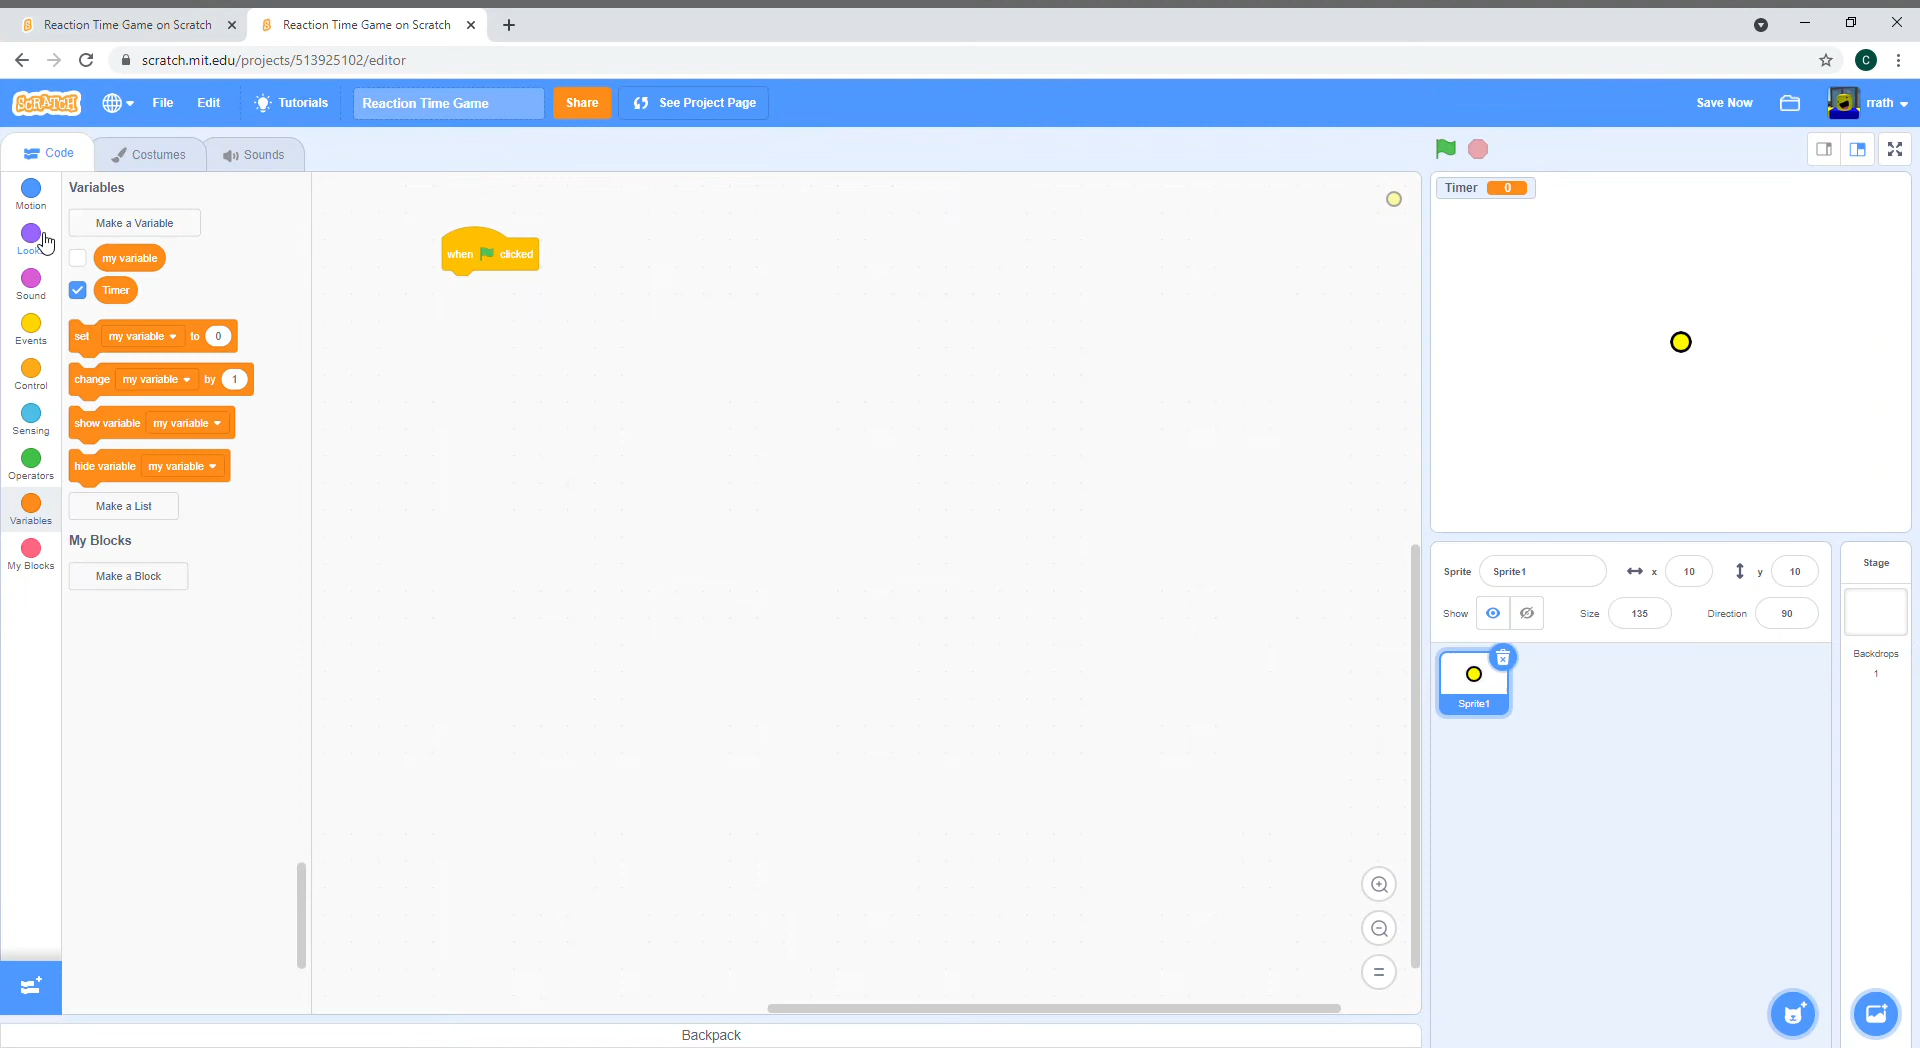 Reaction Time Game on Scratch
Reaction Time Game on Scratch
scratch.mit.edu/projects/513925102/editor
C
SCRATCH
File
Edit
Tutorials
Reaction Time Game
Share
See Project Page
Save Now
rrath
Code
Costumes
Sounds
Motion
Looks
Sound
Events
Control
Sensing
Operators
Variables
My Blocks
Variables
Make a Variable
my variable
Timer
set my variable to 0
change my variable by 1
show variable my variable
hide variable my variable
Make a List
My Blocks
Make a Block
when clicked
Timer 0
Sprite Sprite1 x 10 y 10
Show Size 135 Direction 90
Sprite1
Stage
Backdrops
1
Backpack